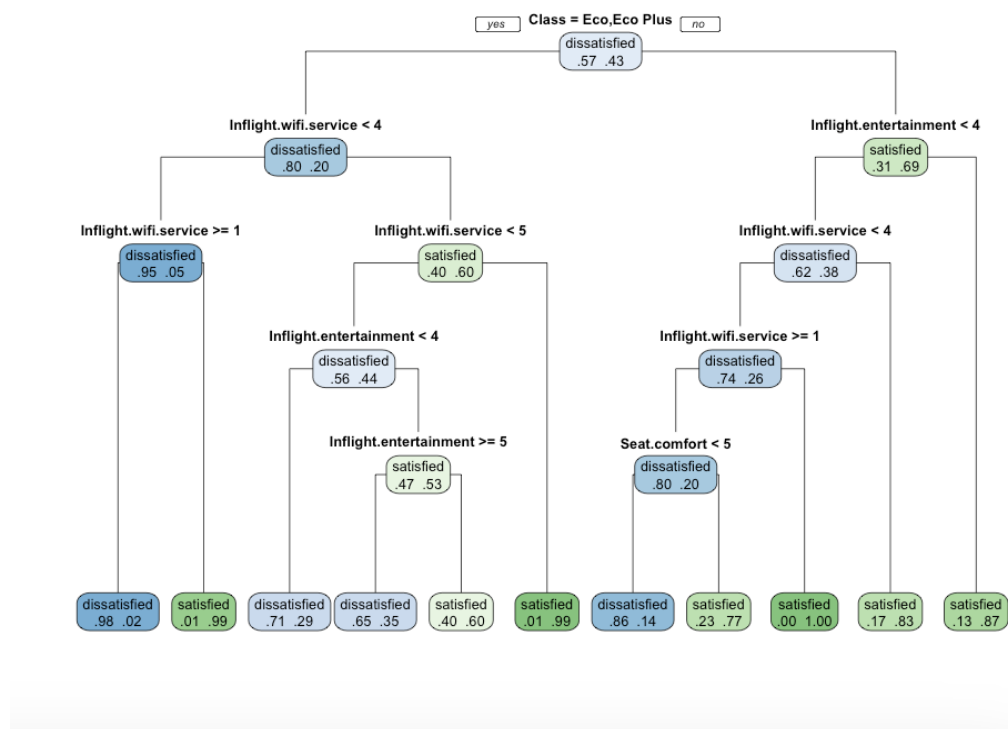 yes Class = Eco,Eco Plus no
dissatisfied
.57 .43
Inflight.wifi.service < 4 Inflight.entertainment < 4
dissatisfied satisfied
.80 .20 .31 .69
Inflight.wifi.service >= 1 Inflight.wifi.service < 5 Inflight.wifi.service < 4
dissatisfied satisfied dissatisfied
.95 .05 .40 .60 .62 .38
Inflight.entertainment < 4 Inflight.wifi.service >= 1
dissatisfied dissatisfied
.56 .44 .74 .26
Inflight.entertainment >= 5 Seat.comfort < 5
satisfied dissatisfied
.47 .53 .80 .20
dissatisfied satisfied dissatisfied dissatisfied satisfied satisfied dissatisfied satisfied satisfied satisfied satisfied
.98 .02 .01 .99 .71 .29 .65 .35 .40 .60 .01 .99 .86 .14 .23 .77 .00 1.00 .17 .83 .13 .87